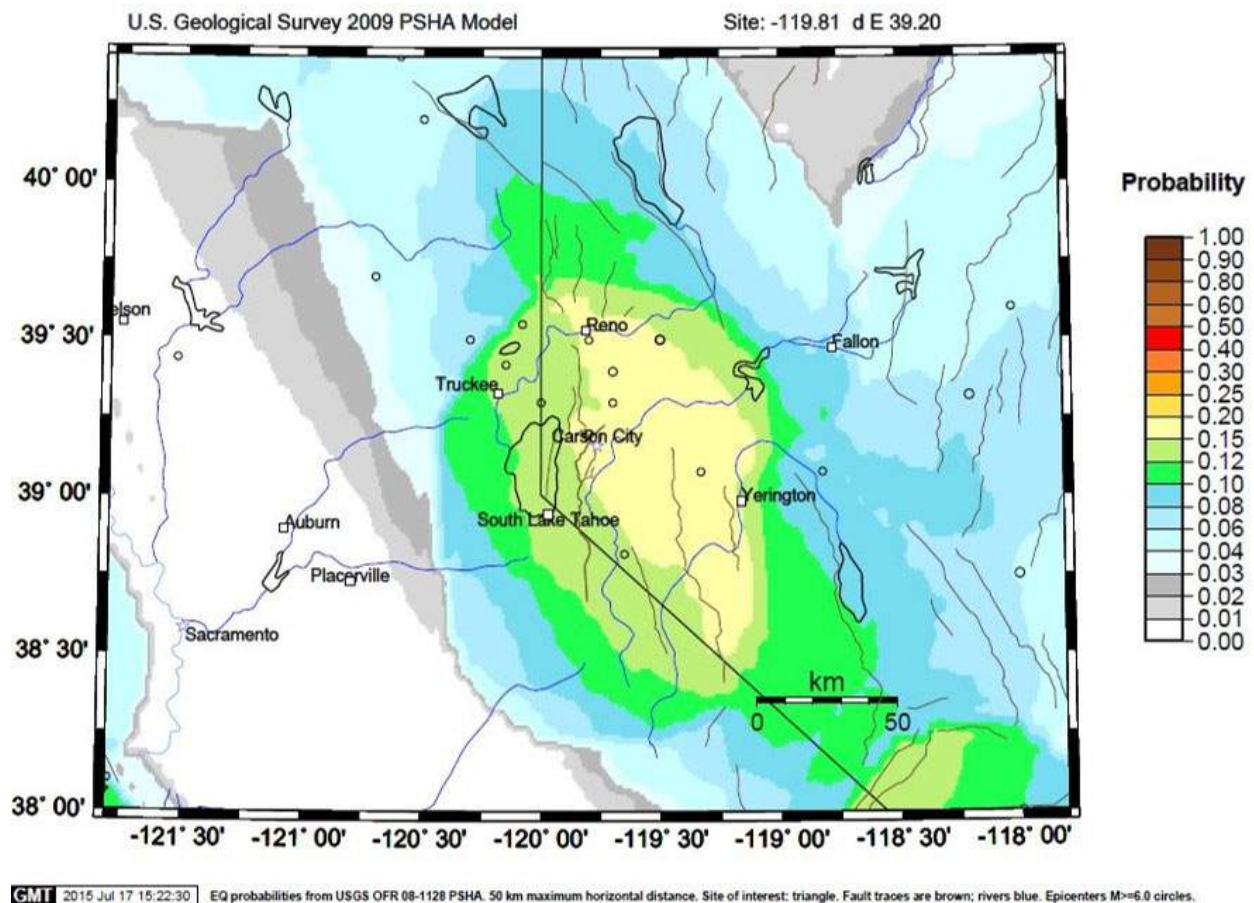 U.S. Geological Survey 2009 PSHA Model
Site: -119.81 d E 39.20
40° 00'
39° 30'
39° 00'
38° 30'
38° 00'
elson
Reno
Fallon
Truckee
Carson City
Yerington
South Lake Tahoe
Auburn
Placerville
Sacramento
km
0 50
-121° 30' -121° 00' -120° 30' -120° 00' -119° 30' -119° 00' -118° 30' -118° 00'
Probability
1.00
0.90
0.80
0.60
0.50
0.40
0.30
0.25
0.20
0.15
0.12
0.10
0.08
0.06
0.04
0.03
0.02
0.01
0.00
GMT 2015 Jul 17 15:22:30 EQ probabilities from USGS OFR 08-1128 PSHA. 50 km maximum horizontal distance. Site of interest: triangle. Fault traces are brown; rivers blue. Epicenters M>=6.0 circles.